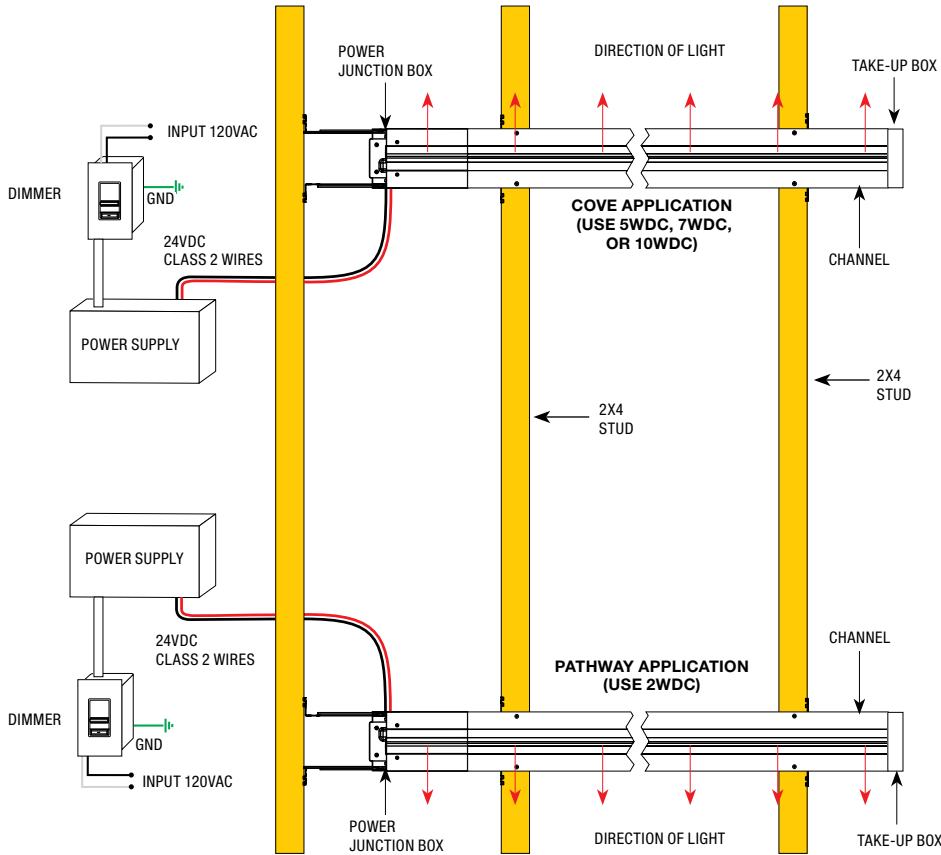 POWER
JUNCTION BOX
DIRECTION OF LIGHT
TAKE-UP BOX
INPUT 120VAC
DIMMER
GND
24VDC
CLASS 2 WIRES
COVE APPLICATION
(USE 5WDC, 7WDC,
OR 10WDC)
CHANNEL
POWER SUPPLY
2X4
STUD
2X4
STUD
POWER SUPPLY
24VDC
CLASS 2 WIRES
CHANNEL
PATHWAY APPLICATION
(USE 2WDC)
DIMMER
GND
INPUT 120VAC
POWER
JUNCTION BOX
DIRECTION OF LIGHT
TAKE-UP BOX